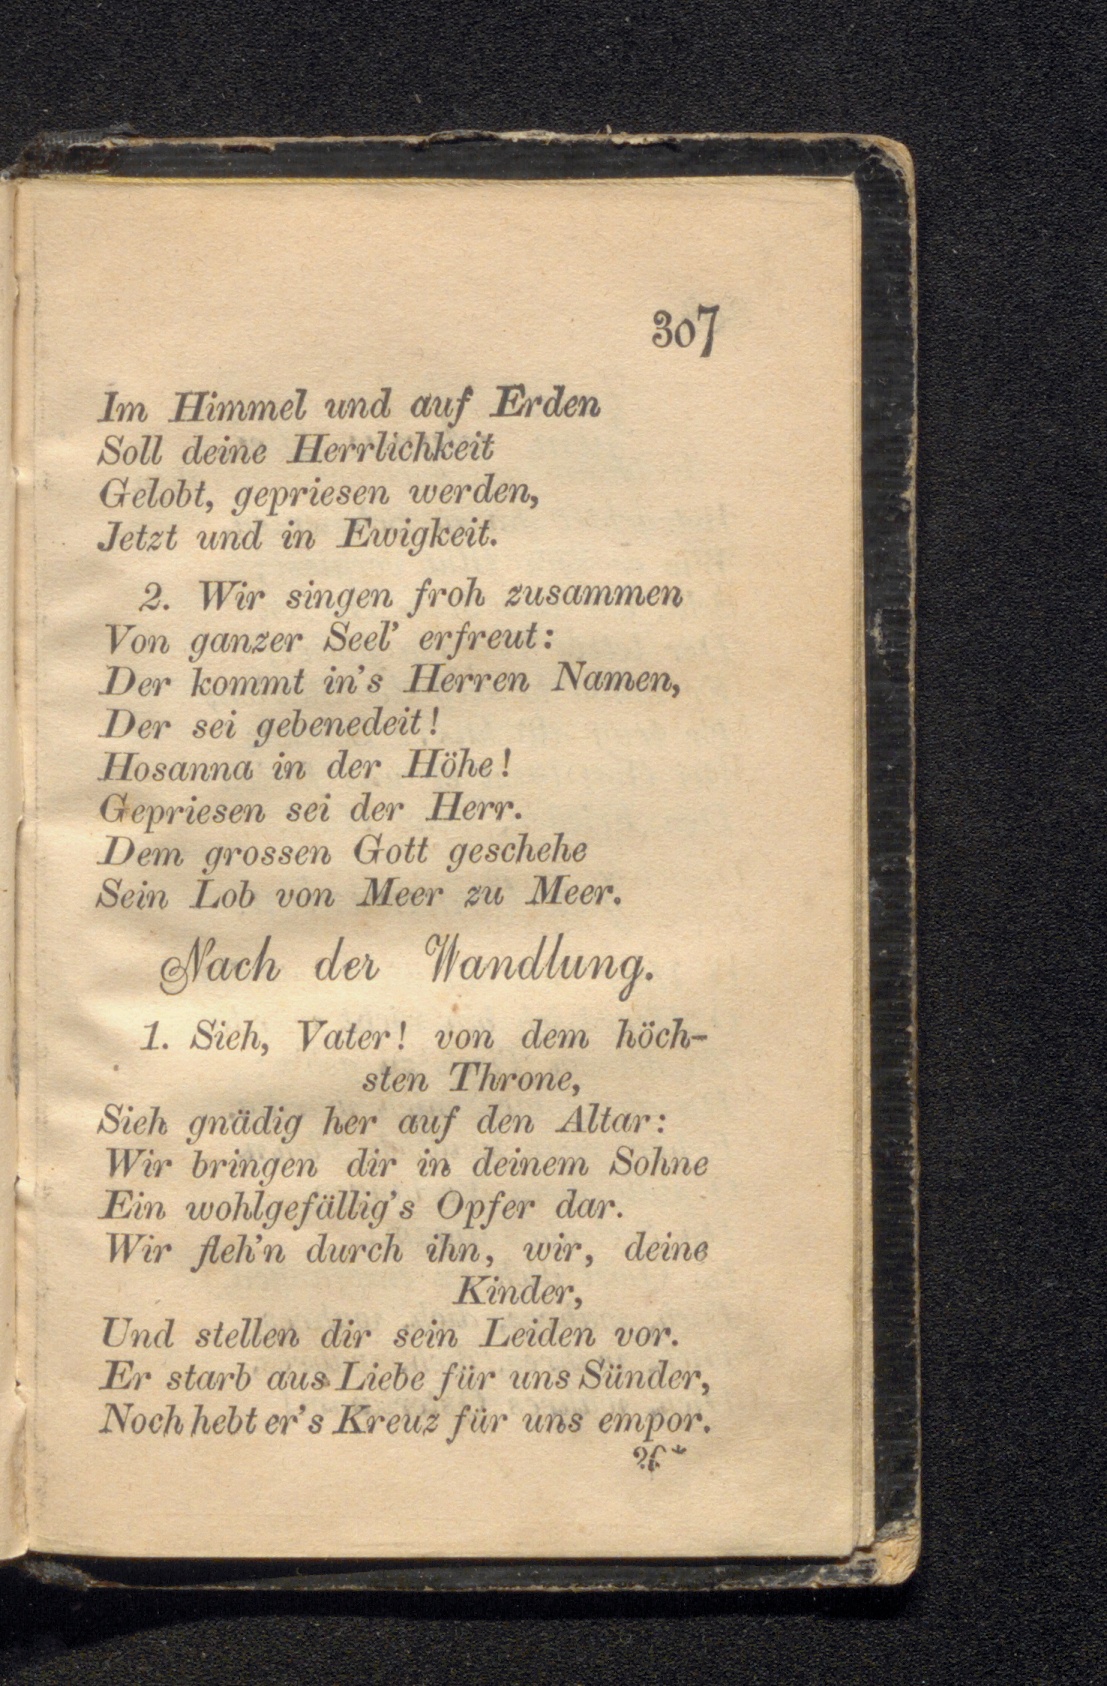 307
Im Himmel und auf Erden
Soll deine Herrlichkeit
Gelobt, gepriesen werden,
Jetzt und in Ewigkeit.
2. Wir singen froh zusammen
Von ganzer Seel' erfreut:
Der kommt in's Herren Namen,
Der sei gebenedeit!
Hosanna in der Höhe!
Gepriesen sei der Herr.
Dem grossen Gott geschehe
Sein Lob von Meer zu Meer.
Nach der Wandlung.
1. Sieh, Vater! von dem höch-
sten Throne,
Sieh gnädig her auf den Altar:
Wir bringen dir in deinem Sohne
Ein wohlgefällig's Opfer dar.
Wir fleh'n durch ihn, wir, deine
Kinder,
Und stellen dir sein Leiden vor.
Er starb aus Liebe für uns Sünder,
Noch hebt er's Kreuz für uns empor.